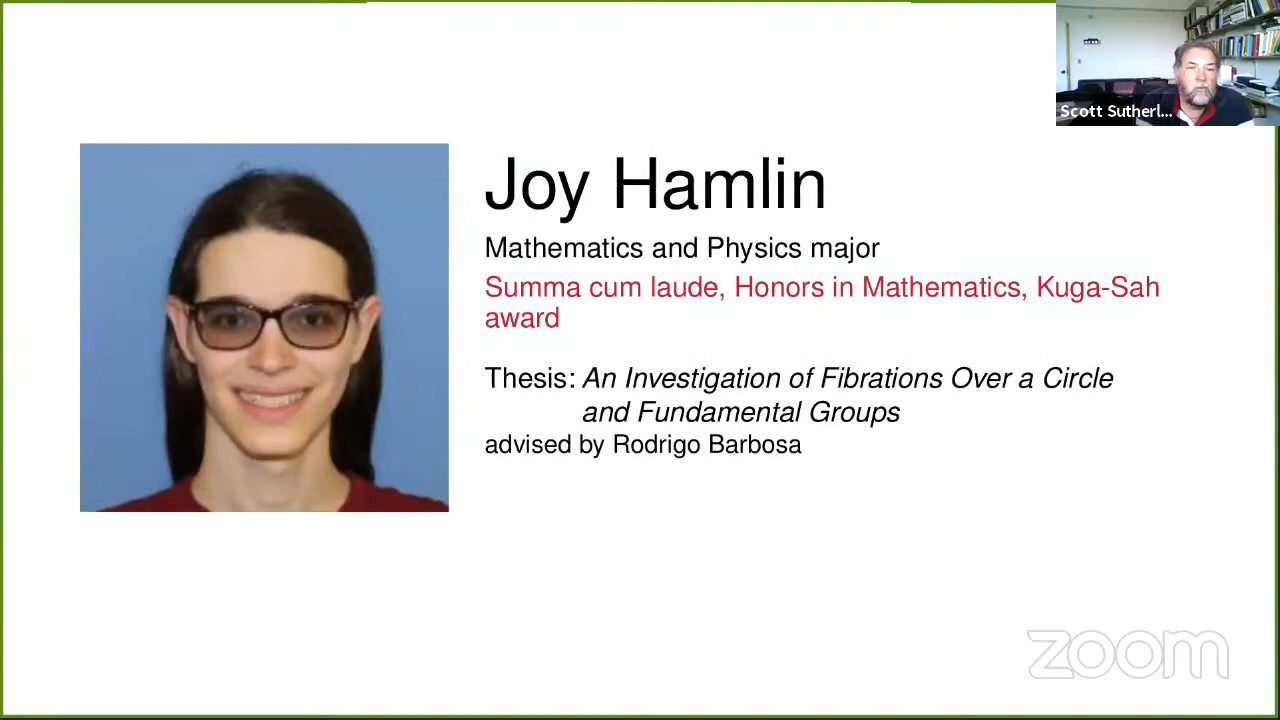 Scott Sutherl...
Joy Hamlin
Mathematics and Physics major
Summa cum laude, Honors in Mathematics, Kuga-Sah
award
Thesis: An Investigation of Fibrations Over a Circle
and Fundamental Groups
advised by Rodrigo Barbosa
zoom